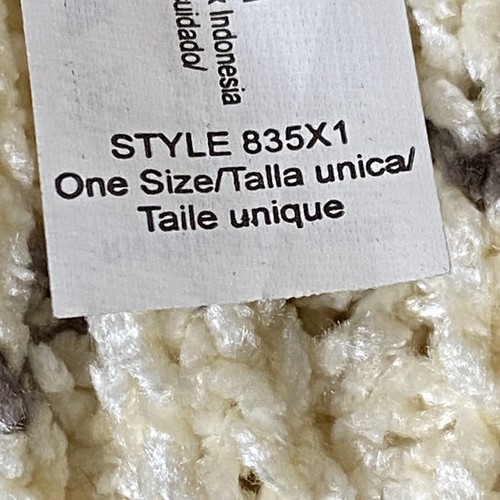 Indonesia
STYLE 835X1
One Size/Talla unica/
Taile unique